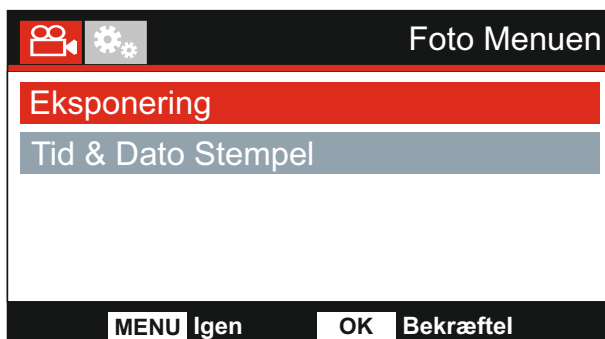 Foto Menuen
Eksponering
Tid & Dato Stempel
MENU Igen OK Bekræftel